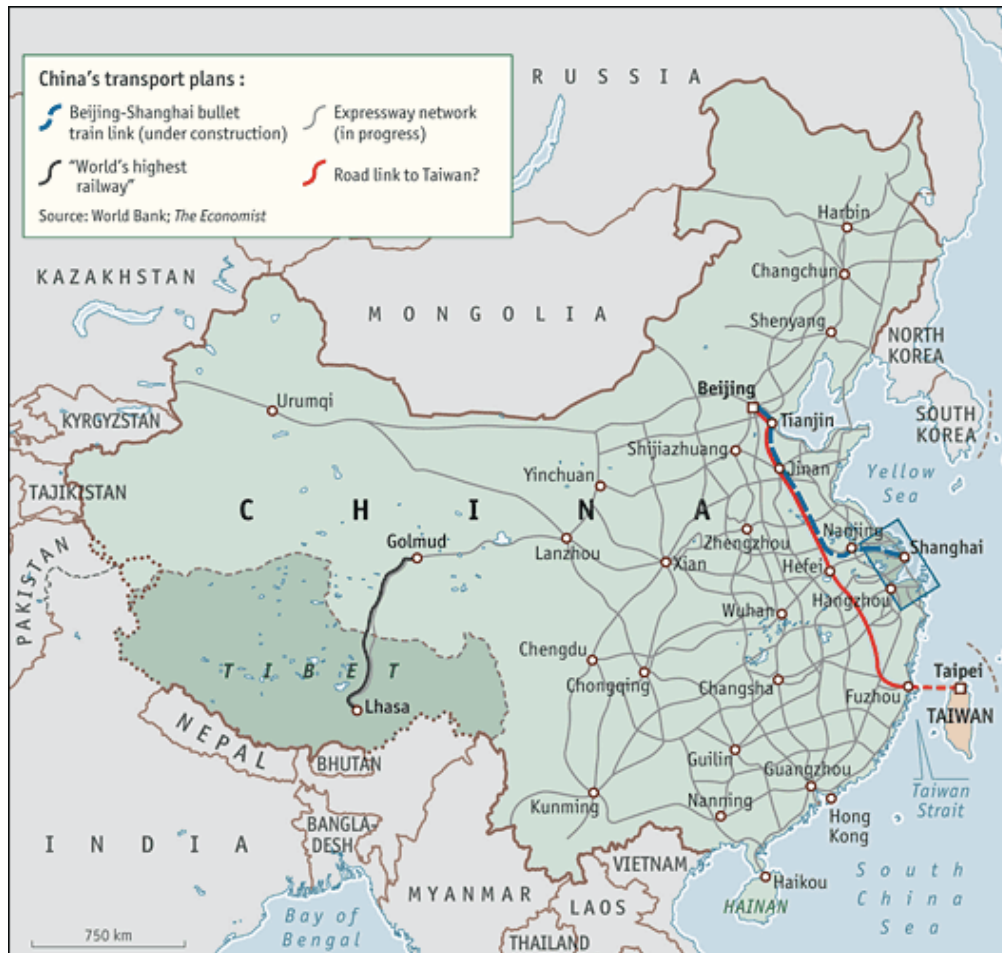 China's transport plans :
Beijing-Shanghai bullet
train link (under construction)
Expressway network
(in progress)
"World's highest
railway"
Road link to Taiwan?
Source: World Bank; The Economist
RUSSIA
KAZAKHSTAN
MONGOLIA
Harbin
Changchun
Shenyang
NORTH
KOREA
SOUTH
KOREA
KYRGYZSTAN
Urumqi
Beijing
Tianjin
Shijiazhuang
Jinan
Yellow
Sea
TAJIKISTAN
Yinchuan
CHINA
PAKISTAN
Golmud
Lanzhou
Xian
Zhengzhou
Nanjing
Shanghai
Hefei
Hangzhou
Wuhan
TIBET
Lhasa
Chengdu
Chongqing
Changsha
Fuzhou
Taipei
TAIWAN
NEPAL
BHUTAN
Guilin
Guangzhou
Taiwan
Strait
Kunming
Nanning
Hong
Kong
INDIA
BANGLA-
DESH
VIETNAM
MYANMAR
LAOS
Haikou
HAINAN
South
China
Sea
Bay of
Bengal
THAILAND
750 km